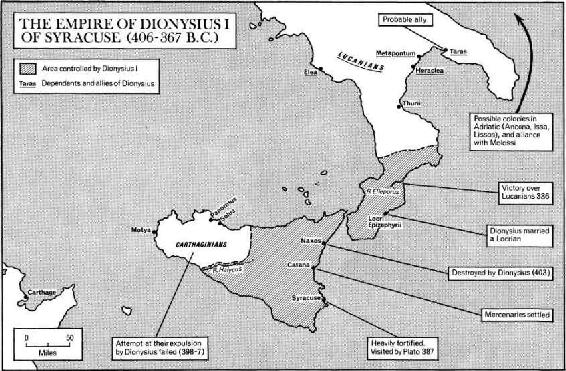 THE EMPIRE OF DIONYSIUS I
OF SYRACUSE (406-367 B.C.)
Area controlled by Dionysius I
Taras Dependents and allies of Dionysius
Probable ally
LUCANIANS
Metapontum
Taras
Heraclea
Elea
Thurii
Possible colonies in
Adriatic (Ancona, Issa,
Lissos), and alliance
with Molossi
R. Elleporus
Victory over
Lucanians 386
Locri
Epizephyrii
Dionysius married
a Locrian
Panormus
Solus
Motya
CARTHAGINIANS
R. Halycus
Naxos
Destroyed by Dionysius (403)
Catana
Mercenaries settled
Syracuse
Carthage
0 50
Miles
Attempt at their expulsion
by Dionysius failed (398-7)
Heavily fortified.
Visited by Plato 387